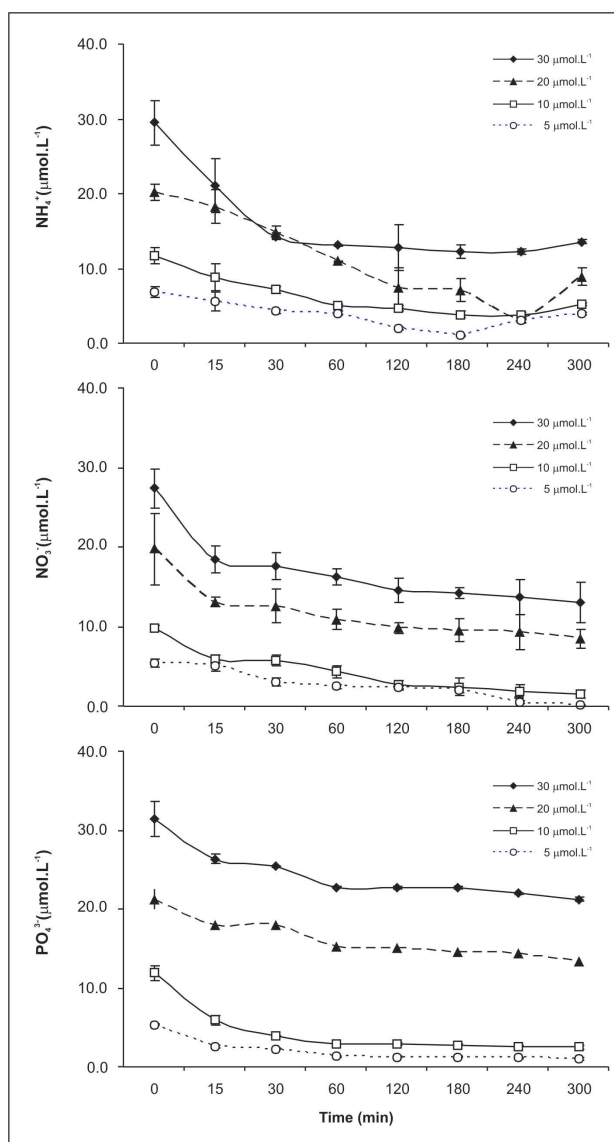 NH₄⁺(μmol.L⁻¹)
40.0
30.0
20.0
10.0
0.0
30 μmol.L⁻¹
20 μmol.L⁻¹
10 μmol.L⁻¹
5 μmol.L⁻¹
0 15 30 60 120 180 240 300
NO₃⁻(μmol.L⁻¹)
40.0
30.0
20.0
10.0
0.0
30 μmol.L⁻¹
20 μmol.L⁻¹
10 μmol.L⁻¹
5 μmol.L⁻¹
0 15 30 60 120 180 240 300
PO₄³⁻(μmol.L⁻¹)
40.0
30.0
20.0
10.0
0.0
30 μmol.L⁻¹
20 μmol.L⁻¹
10 μmol.L⁻¹
5 μmol.L⁻¹
0 15 30 60 120 180 240 300
Time (min)